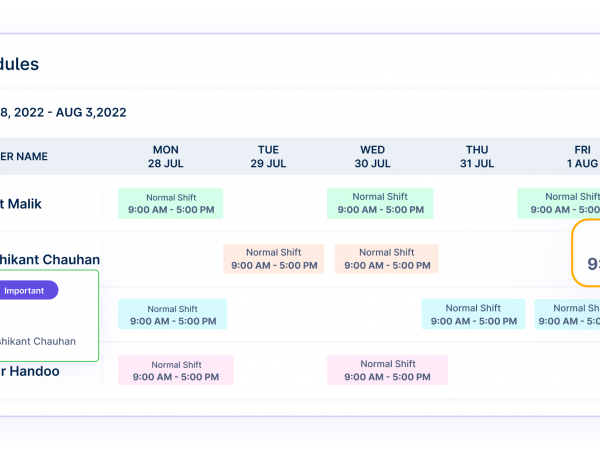 dules
8, 2022 - AUG 3,2022
ER NAME
MON
28 JUL
TUE
29 JUL
WED
30 JUL
THU
31 JUL
FRI
1 AUG
t Malik
Normal Shift
9:00 AM - 5:00 PM
Normal Shift
9:00 AM - 5:00 PM
Normal Shift
9:00 AM - 5:00
hikant Chauhan
Normal Shift
9:00 AM - 5:00 PM
Normal Shift
9:00 AM - 5:00 PM
9:
Important
shikant Chauhan
Normal Shift
9:00 AM - 5:00 PM
Normal Shift
9:00 AM - 5:00 PM
Normal Sh
9:00 AM - 5:00
r Handoo
Normal Shift
9:00 AM - 5:00 PM
Normal Shift
9:00 AM - 5:00 PM